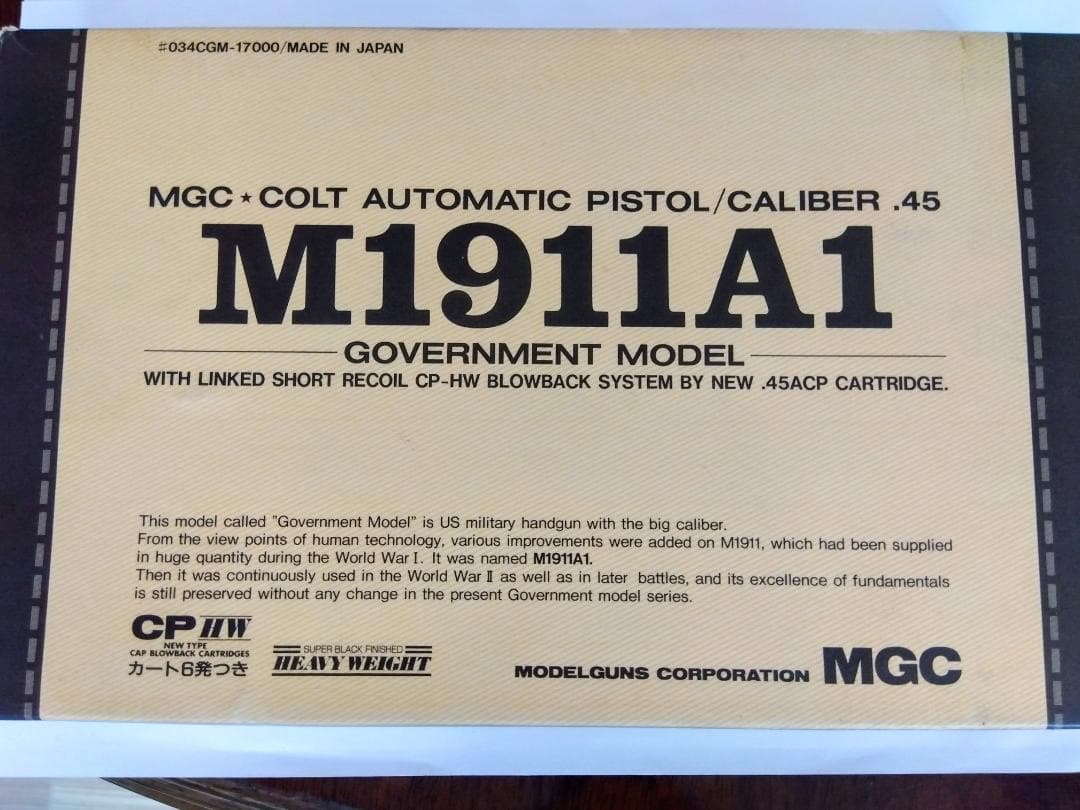 #034CGM-17000/MADE IN JAPAN
MGC★COLT AUTOMATIC PISTOL/CALIBER .45
M1911A1
GOVERNMENT MODEL
WITH LINKED SHORT RECOIL CP-HW BLOWBACK SYSTEM BY NEW .45ACP CARTRIDGE.
This model called "Government Model" is US military handgun with the big caliber.
From the view points of human technology, various improvements were added on M1911, which had been supplied
in huge quantity during the World War I. It was named M1911A1.
Then it was continuously used in the World War II as well as in later battles, and its excellence of fundamentals
is still preserved without any change in the present Government model series.
CP HW
NEW TYPE
CAP BLOWBACK CARTRIDGES
カート6発つき
SUPER BLACK FINISHED
HEAVY WEIGHT
MODELGUNS CORPORATION MGC